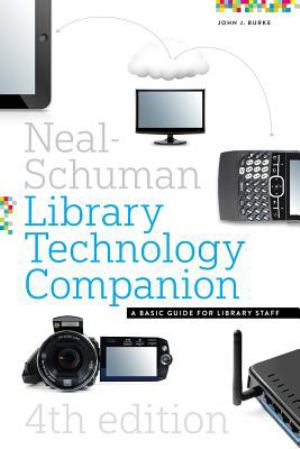 JOHN J. BURKE
Neal-
Schuman
Library
Technology
Companion
A BASIC GUIDE FOR LIBRARY STAFF
4th edition